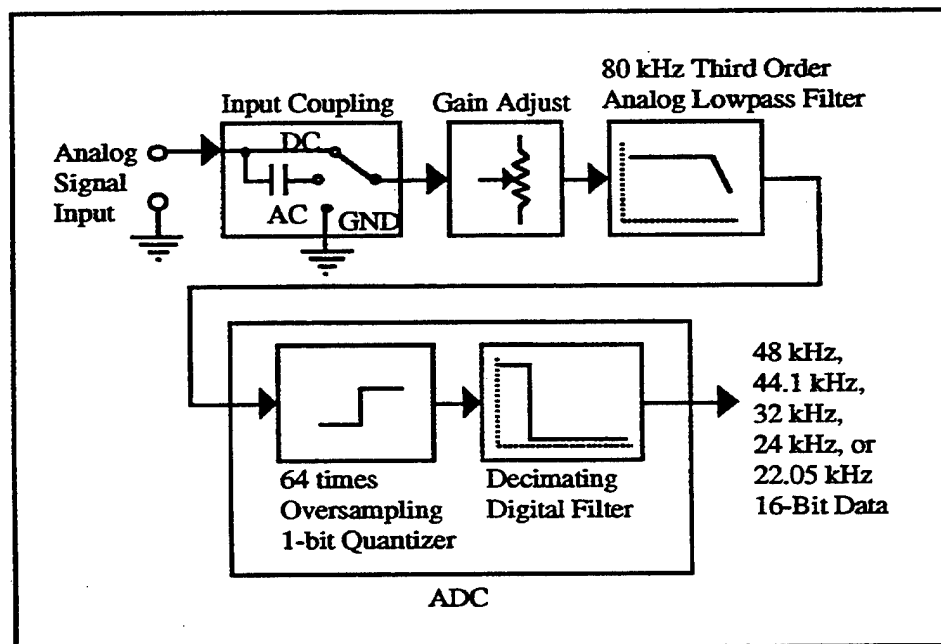 80 kHz Third Order
Analog Lowpass Filter
Input Coupling
Gain Adjust
Analog
Signal
Input
DC
AC
GND
64 times
Oversampling
1-bit Quantizer
Decimating
Digital Filter
ADC
48 kHz,
44.1 kHz,
32 kHz,
24 kHz, or
22.05 kHz
16-Bit Data